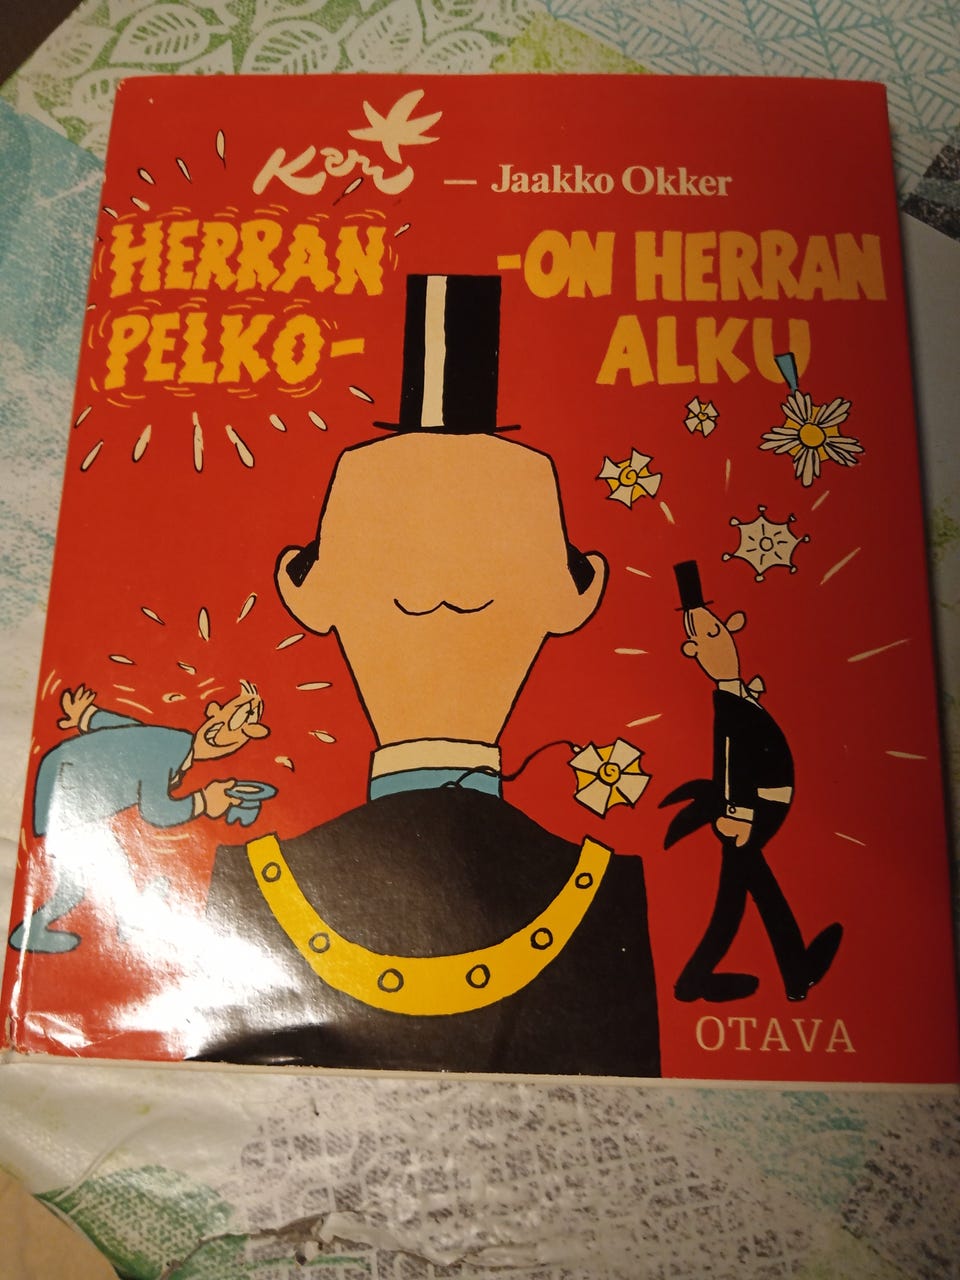 Kari — Jaakko Okker
HERRAN
PELKO-
-ON HERRAN
ALKU
OTAVA